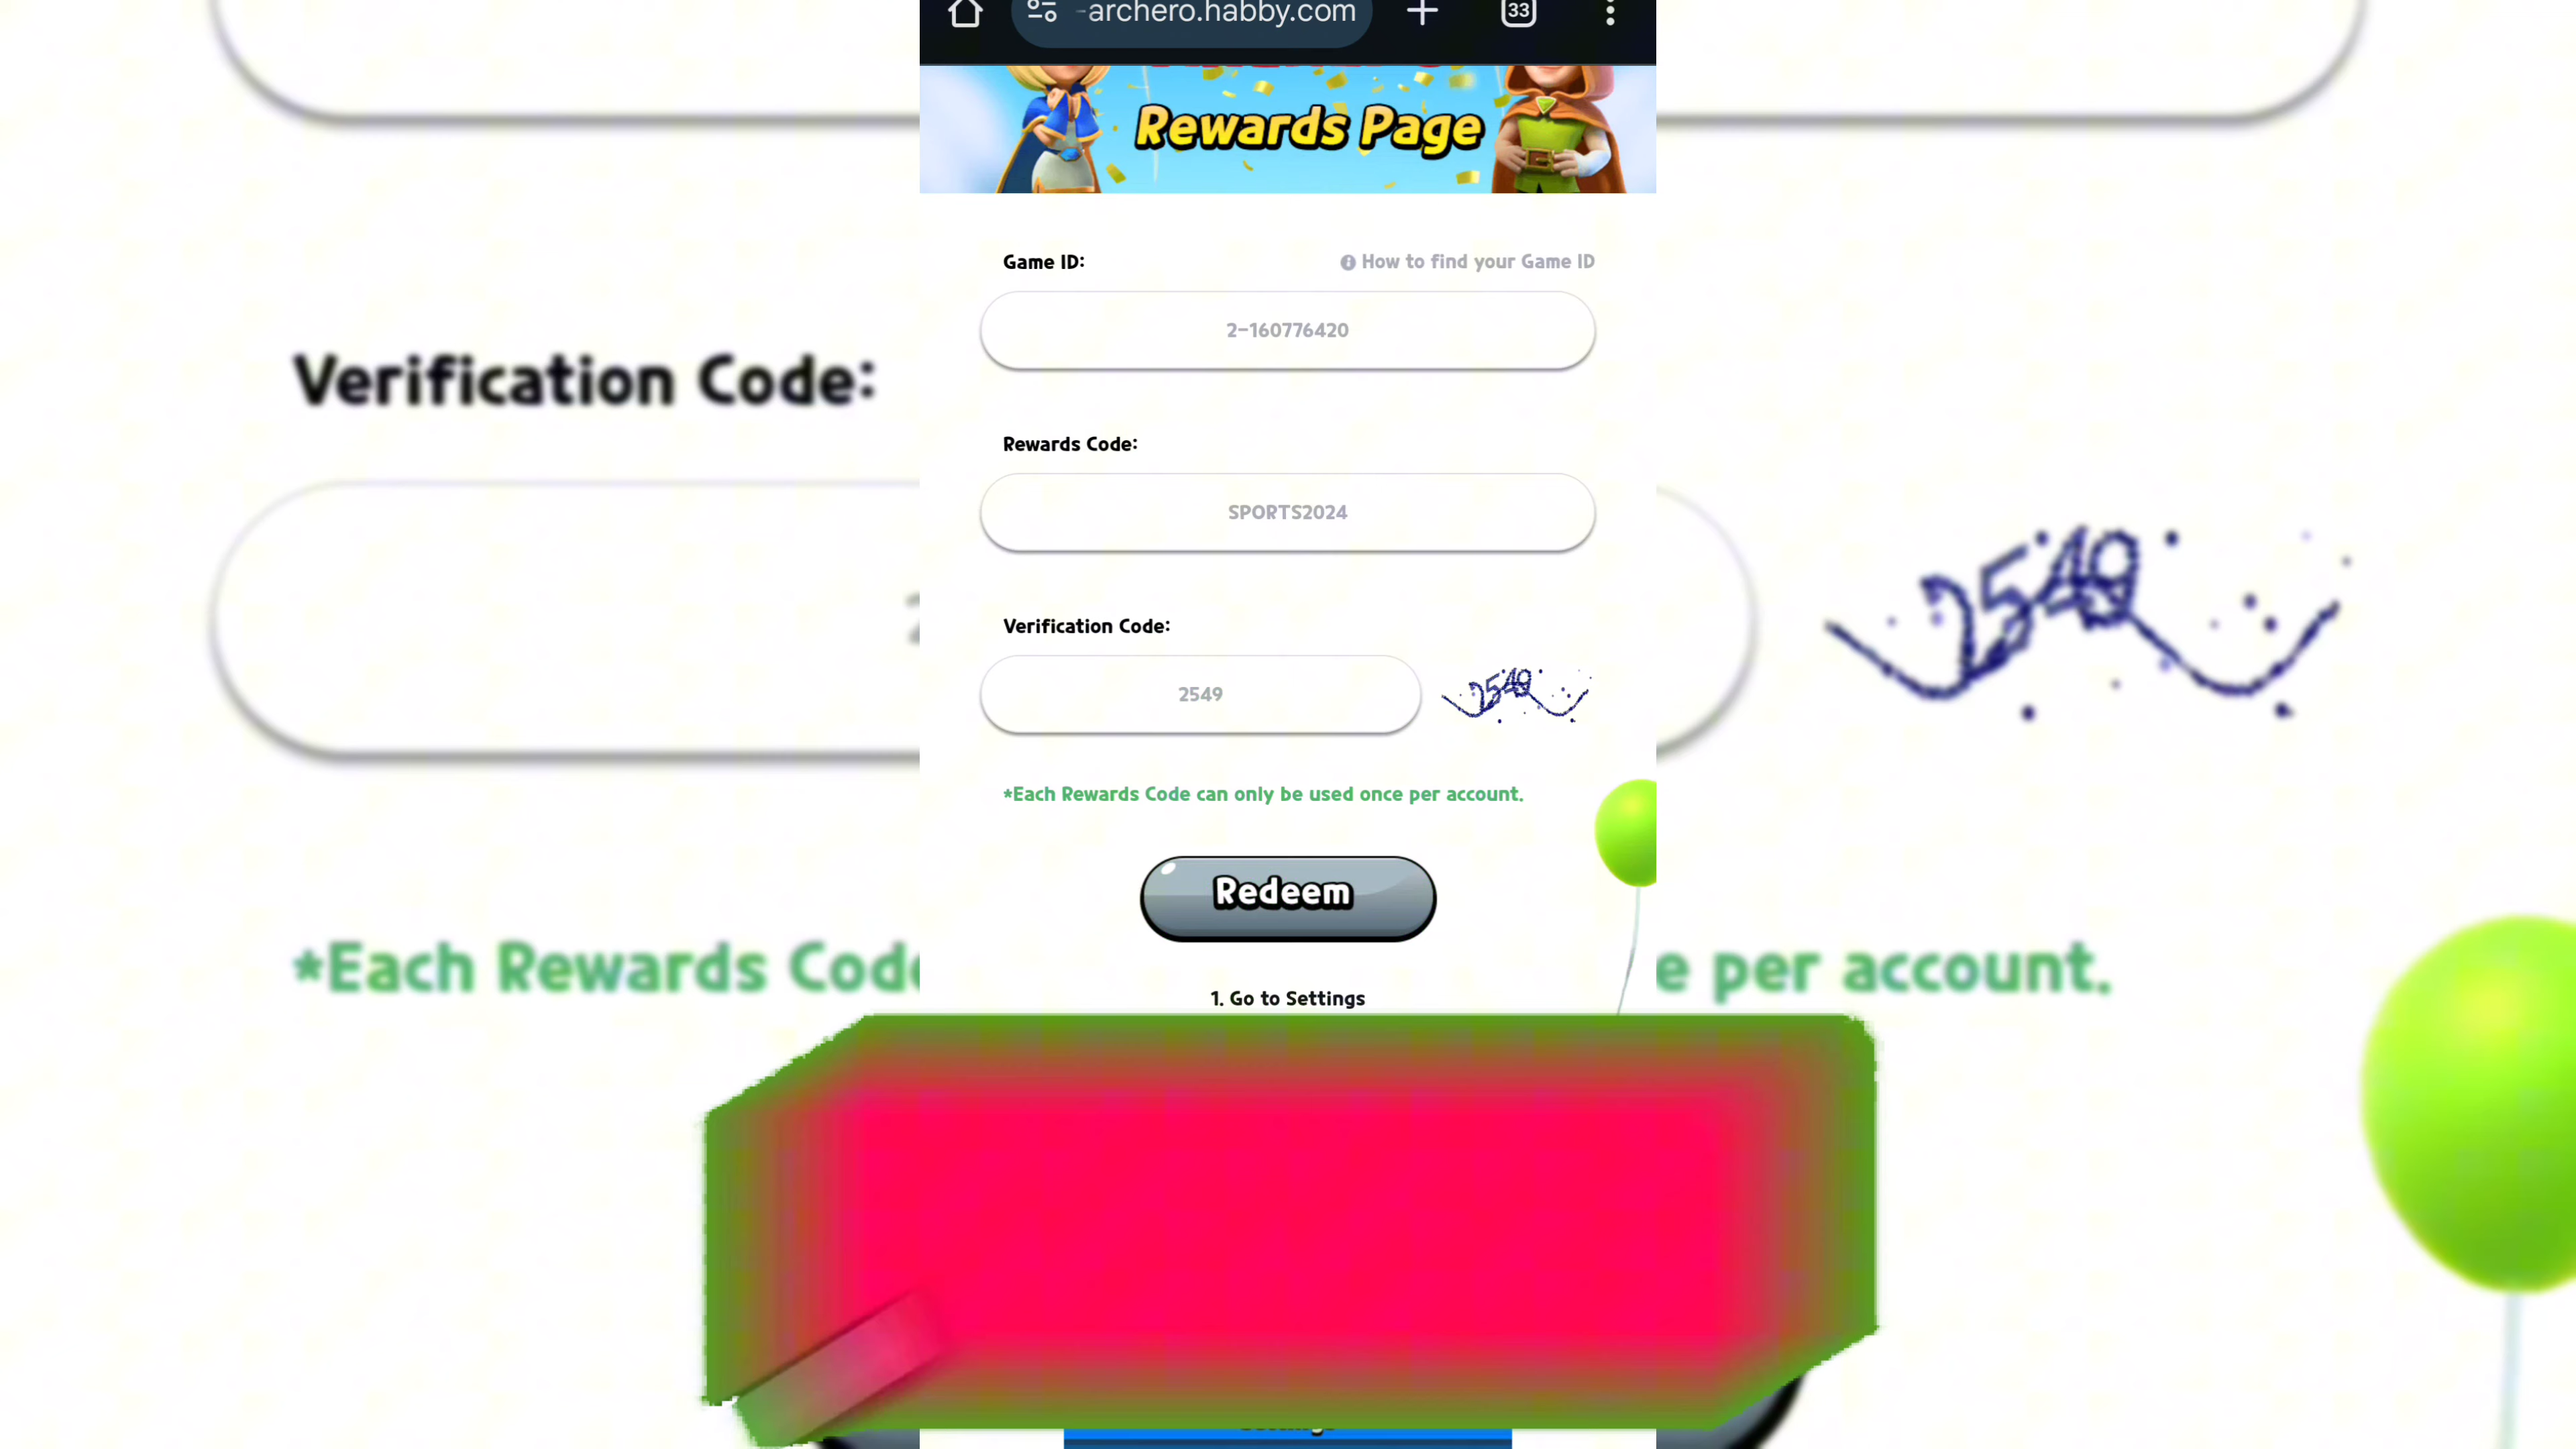 -archero.habby.com
33
Rewards Page
Game ID:
How to find your Game ID
2-160776420
Rewards Code:
SPORTS2024
Verification Code:
Verification Code:
2549
2549
2549
*Each Rewards Code can only be used once per account.
*Each Rewards Code
e per account.
Redeem
1. Go to Settings